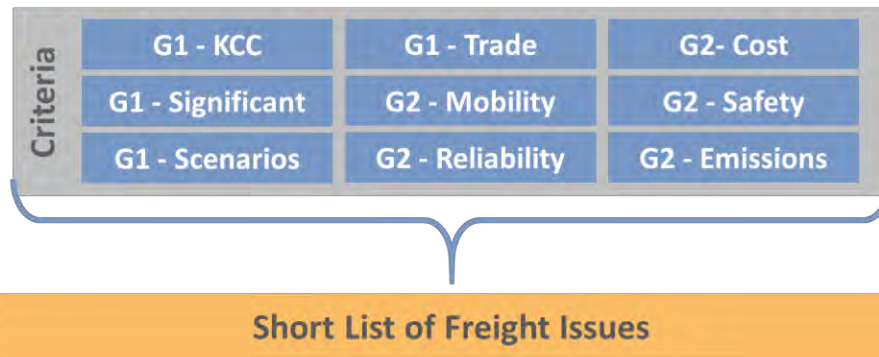 Criteria
G1 - KCC
G1 - Trade
G2- Cost
G1 - Significant
G2 - Mobility
G2 - Safety
G1 - Scenarios
G2 - Reliability
G2 - Emissions
Short List of Freight Issues